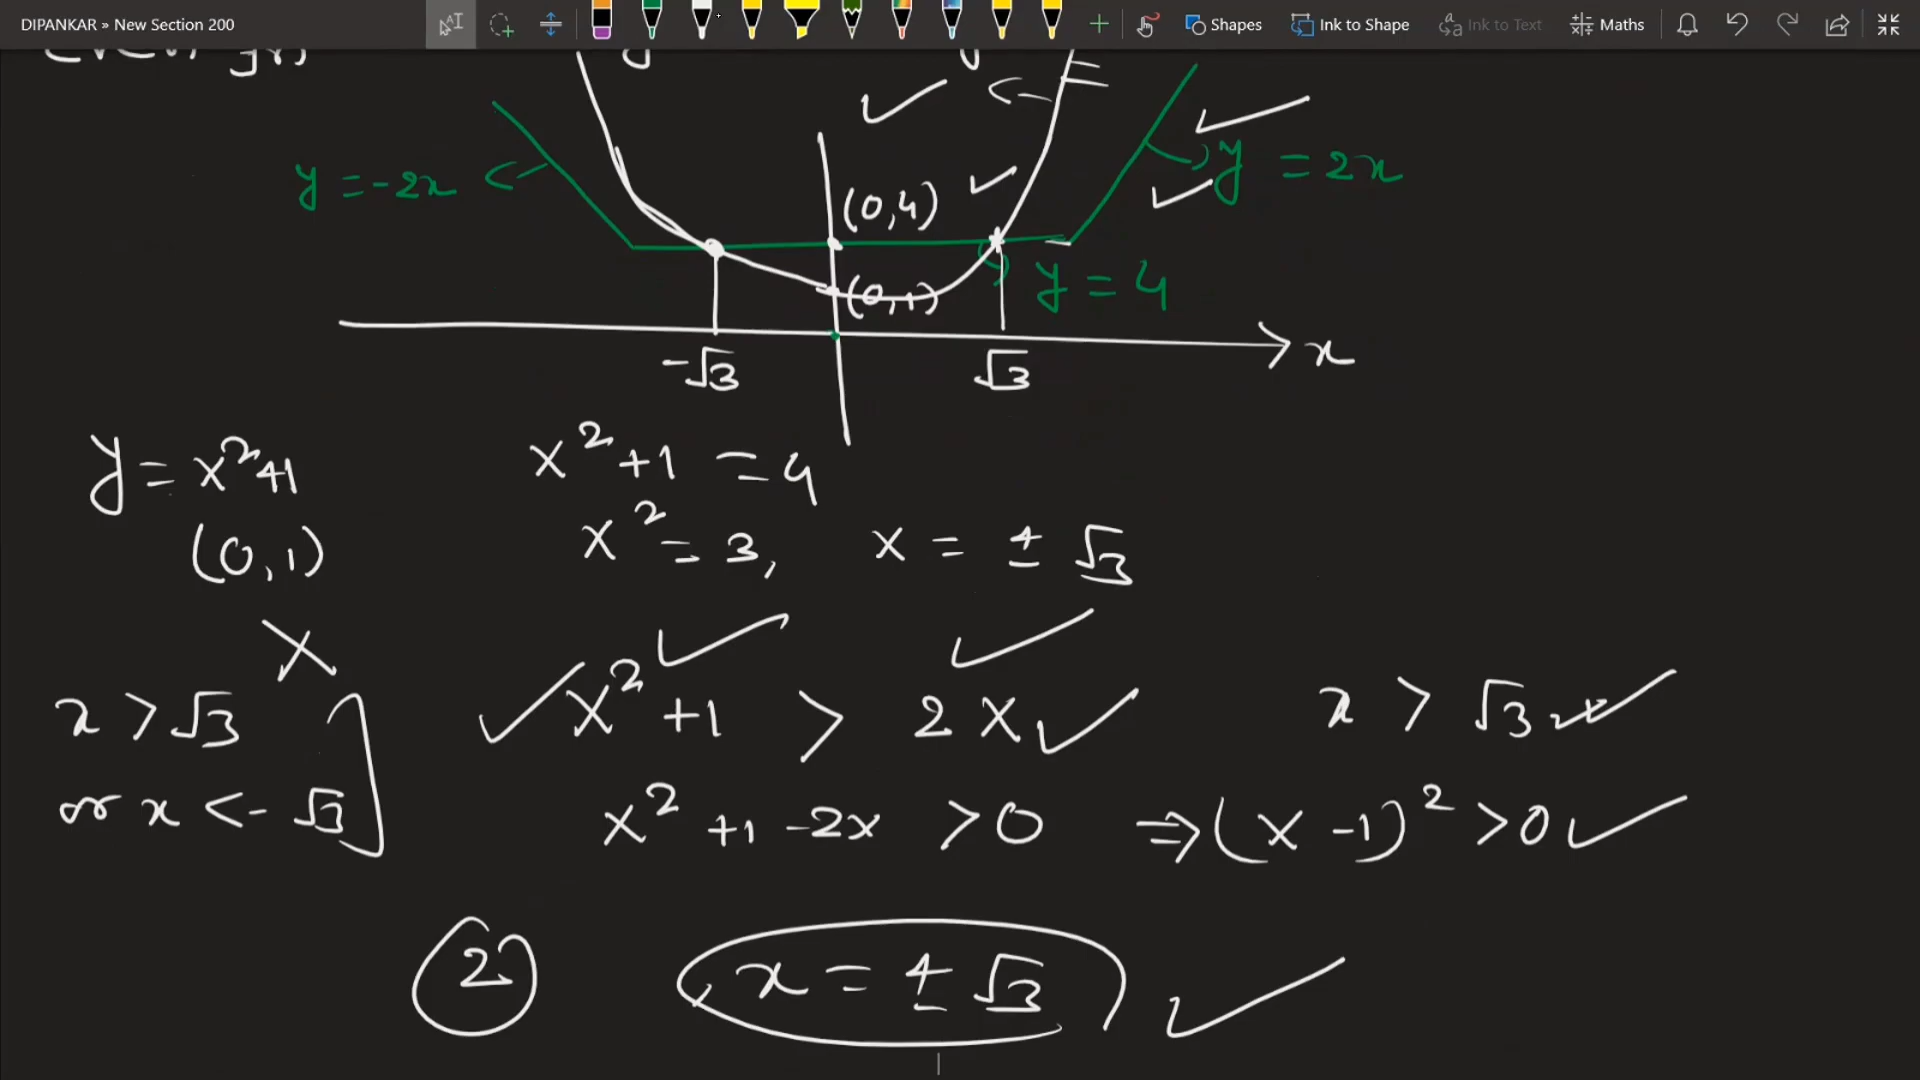 DIPANKAR » New Section 200
Shapes
Ink to Shape
Ink to Text
Maths
y = -2x
(0,4)
y = 2x
(0,1)
y = 4
-√3
√3
x
y = x²+1
x²+1 = 4
(0,1)
x² = 3, x = ± √3
x > √3
x²+1 > 2x
x > √3
or x < -√3
x²+1-2x >0 ⇒ (x-1)² >0
2
x = ± √3